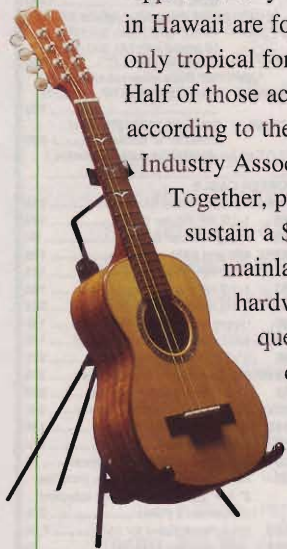 in Hawaii are fo
only tropical for
Half of those ac
according to the
Industry Assoc
Together, p
sustain a S
mainla
hardw
que